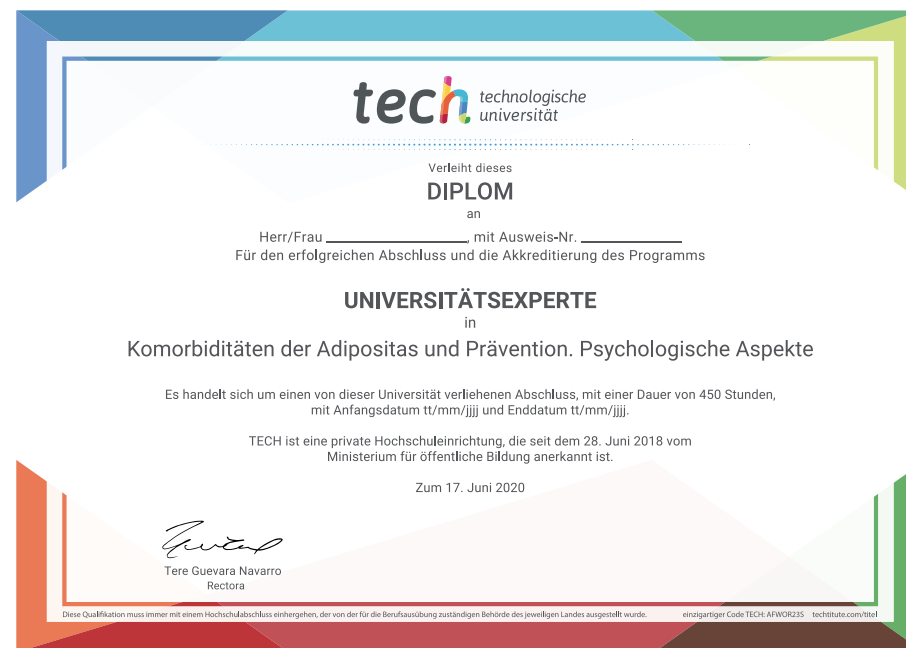 tech technologische
universität
Verleiht dieses
DIPLOM
an
Herr/Frau ____________, mit Ausweis-Nr. ____________
Für den erfolgreichen Abschluss und die Akkreditierung des Programms
UNIVERSITÄTSEXPERTE
in
Komorbiditäten der Adipositas und Prävention. Psychologische Aspekte
Es handelt sich um einen von dieser Universität verliehenen Abschluss, mit einer Dauer von 450 Stunden,
mit Anfangsdatum tt/mm/jjjj und Enddatum tt/mm/jjjj.
TECH ist eine private Hochschuleinrichtung, die seit dem 28. Juni 2018 vom
Ministerium für öffentliche Bildung anerkannt ist.
Zum 17. Juni 2020
Tere Guevara Navarro
Rectora
Diese Qualifikation muss immer mit einem Hochschulabschluss einhergehen, der von der für die Berufsausübung zuständigen Behörde des jeweiligen Landes ausgestellt wurde. einzigartiger Code TECH: AFWOR23S techtitute.com/titel